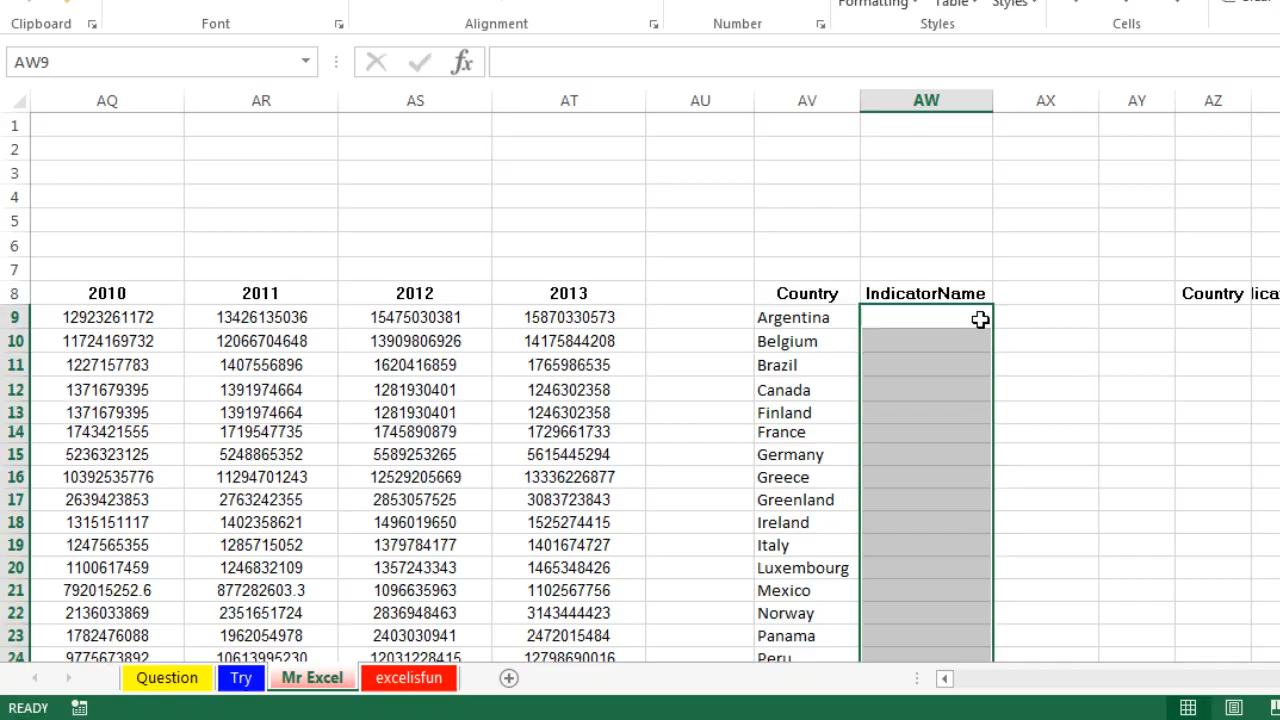 Formatting Table Styles
Clipboard Font Alignment Number Styles Cells
AW9 fx
AQ AR AS AT AU AV AW AX AY AZ
1
2
3
4
5
6
7
8 2010 2011 2012 2013 Country IndicatorName Country
9 12923261172 13426135036 15475030381 15870330573 Argentina
10 11724169732 12066704648 13909806926 14175844208 Belgium
11 1227157783 1407556896 1620416859 1765986535 Brazil
12 1371679395 1391974664 1281930401 1246302358 Canada
13 1371679395 1391974664 1281930401 1246302358 Finland
14 1743421555 1719547735 1745890879 1729661733 France
15 5236323125 5248865352 5589253265 5615445294 Germany
16 10392535776 11294701243 12529205669 13336226877 Greece
17 2639423853 2763242355 2853057525 3083723843 Greenland
18 1315151117 1402358621 1496019650 1525274415 Ireland
19 1247565355 1285715052 1379784177 1401674727 Italy
20 1100617459 1246832109 1357243343 1465348426 Luxembourg
21 792015252.6 877282603.3 1096635963 1102567756 Mexico
22 2136033869 2351651724 2836948463 3143444423 Norway
23 1782476088 1962054978 2403030941 2472015484 Panama
24 9775673892 10613995230 12031228415 12798690016 Peru
Question Try Mr Excel excelisfun
READY